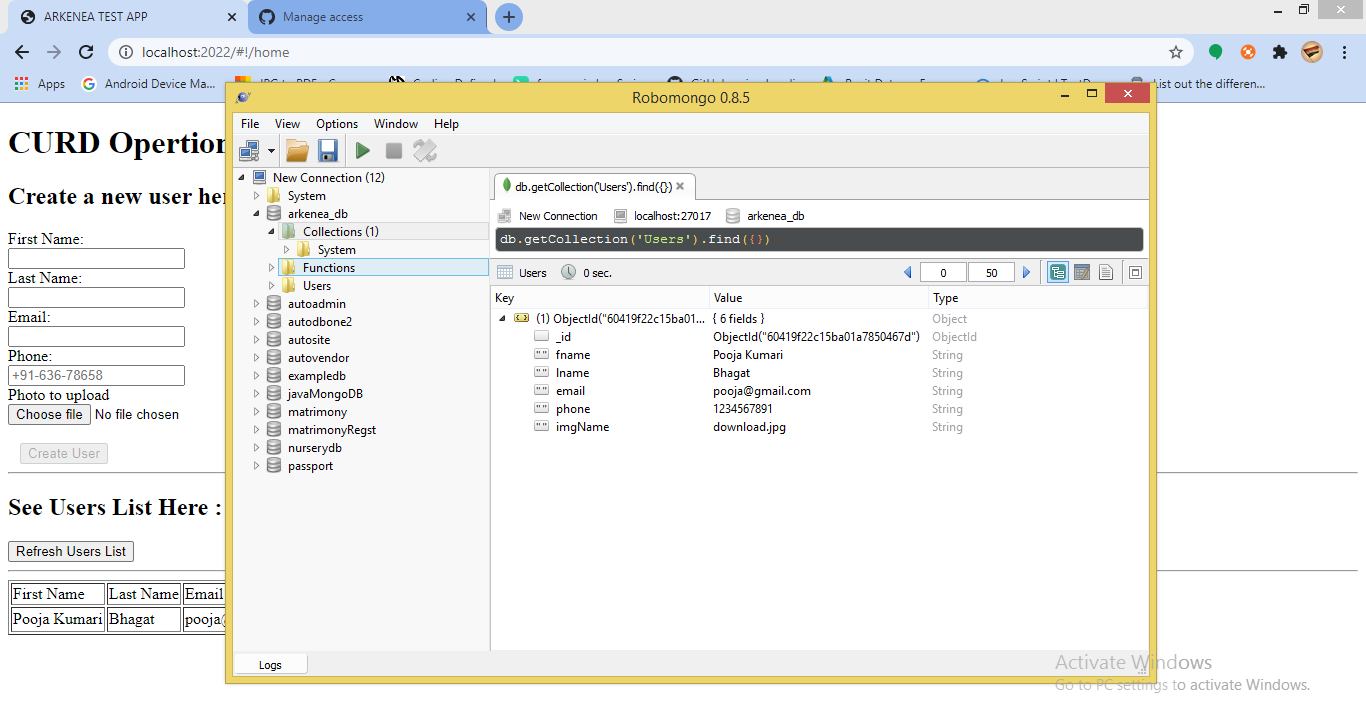 ARKENEA TEST APP
Manage access
localhost:2022/#!/home
Apps
Android Device Ma...
List out the differen...
CURD Opertion
Create a new user her
First Name:
Last Name:
Email:
Phone:
+91-636-78658
Photo to upload
Choose file No file chosen
Create User
See Users List Here :
Refresh Users List
First Name Last Name Email
Pooja Kumari Bhagat pooja@
Robomongo 0.8.5
File View Options Window Help
New Connection (12)
System
arkenea_db
Collections (1)
System
Functions
Users
autoadmin
autodbone2
autosite
autovendor
exampledb
javaMongoDB
matrimony
matrimonyRegst
nurserydb
passport
Logs
db.getCollection('Users').find({})
New Connection localhost:27017 arkenea_db
db.getCollection('Users').find({})
Users 0 sec. 0 50
Key Value Type
(1) ObjectId("60419f22c15ba01... { 6 fields } Object
_id ObjectId("60419f22c15ba01a7850467d") ObjectId
fname Pooja Kumari String
lname Bhagat String
email pooja@gmail.com String
phone 1234567891 String
imgName download.jpg String
Activate Windows
Go to PC settings to activate Windows.